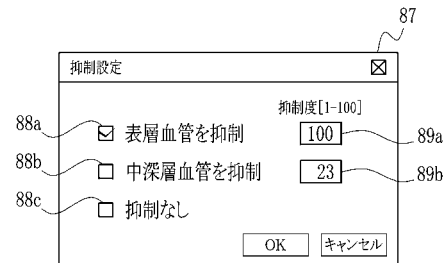 87
抑制設定
抑制度[1-100]
88a 表層血管を抑制 100 89a
88b 中深層血管を抑制 23 89b
88c 抑制なし
OK キャンセル